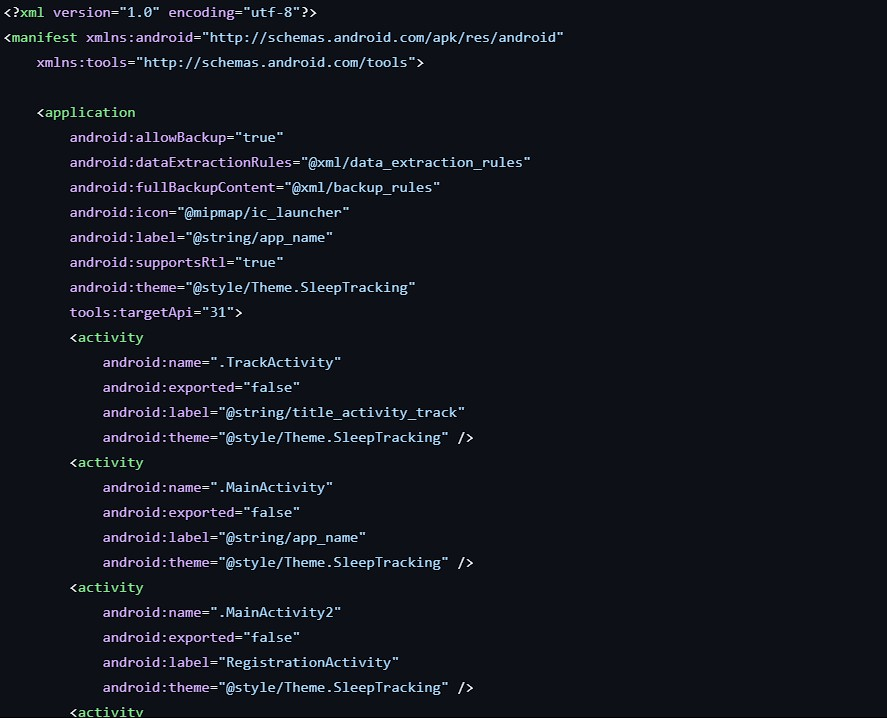 <?xml version="1.0" encoding="utf-8"?>
<manifest xmlns:android="http://schemas.android.com/apk/res/android"
    xmlns:tools="http://schemas.android.com/tools">

    <application
        android:allowBackup="true"
        android:dataExtractionRules="@xml/data_extraction_rules"
        android:fullBackupContent="@xml/backup_rules"
        android:icon="@mipmap/ic_launcher"
        android:label="@string/app_name"
        android:supportsRtl="true"
        android:theme="@style/Theme.SleepTracking"
        tools:targetApi="31">
        <activity
            android:name=".TrackActivity"
            android:exported="false"
            android:label="@string/title_activity_track"
            android:theme="@style/Theme.SleepTracking" />
        <activity
            android:name=".MainActivity"
            android:exported="false"
            android:label="@string/app_name"
            android:theme="@style/Theme.SleepTracking" />
        <activity
            android:name=".MainActivity2"
            android:exported="false"
            android:label="RegistrationActivity"
            android:theme="@style/Theme.SleepTracking" />
        <activity